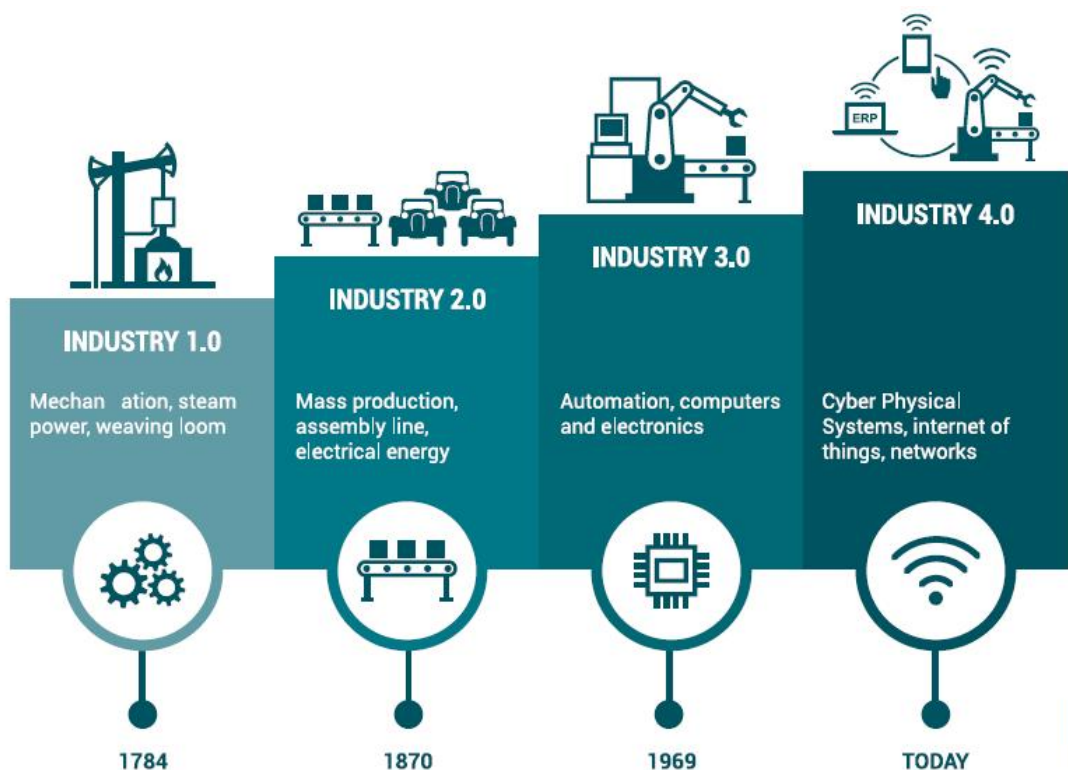 ERP
INDUSTRY 1.0
Mechan ation, steam
power, weaving loom
1784
INDUSTRY 2.0
Mass production,
assembly line,
electrical energy
1870
INDUSTRY 3.0
Automation, computers
and electronics
1969
INDUSTRY 4.0
Cyber Physical
Systems, internet of
things, networks
TODAY